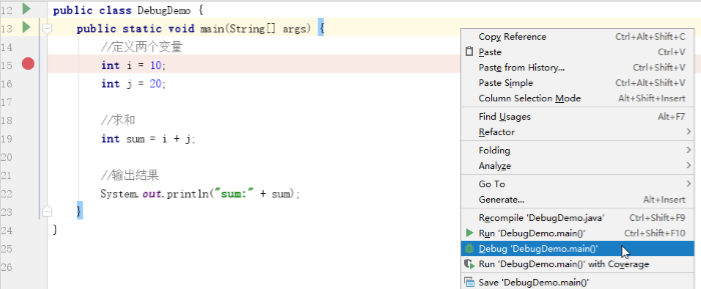 12 public class DebugDemo {
13 public static void main(String[] args) {
14 //定义两个变量
15 int i = 10;
16 int j = 20;
17
18 //求和
19 int sum = i + j;
20
21 //输出结果
22 System.out.println("sum:" + sum);
23 }
24 }
25
26
Copy Reference Ctrl+Alt+Shift+C
Paste Ctrl+V
Paste from History... Ctrl+Shift+V
Paste Simple Ctrl+Alt+Shift+V
Column Selection Mode Alt+Shift+Insert
Find Usages Alt+F7
Refactor
Folding
Analyze
Go To
Generate... Alt+Insert
Recompile 'DebugDemo.java' Ctrl+Shift+F9
Run 'DebugDemo.main()' Ctrl+Shift+F10
Debug 'DebugDemo.main()'
Run 'DebugDemo.main()' with Coverage
Save 'DebugDemo.main()'